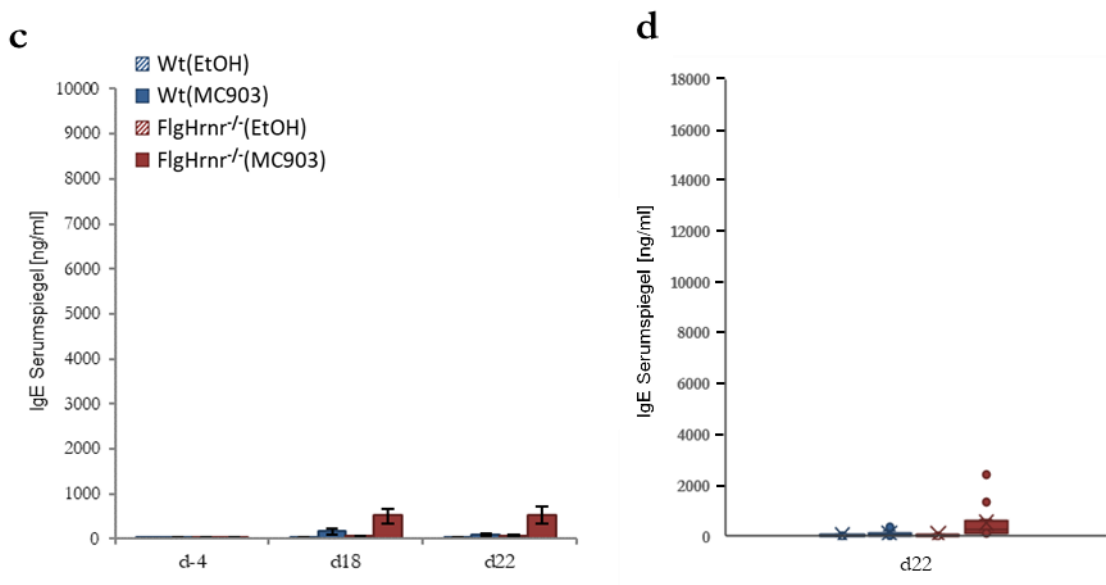 c
Wt(EtOH)
Wt(MC903)
FlgHrnr-/-(EtOH)
FlgHrnr-/-(MC903)
IgE Serumspiegel [ng/ml]
10000
9000
8000
7000
6000
5000
4000
3000
2000
1000
0
d-4 d18 d22
d
IgE Serumspiegel [ng/ml]
18000
16000
14000
12000
10000
8000
6000
4000
2000
0
d22